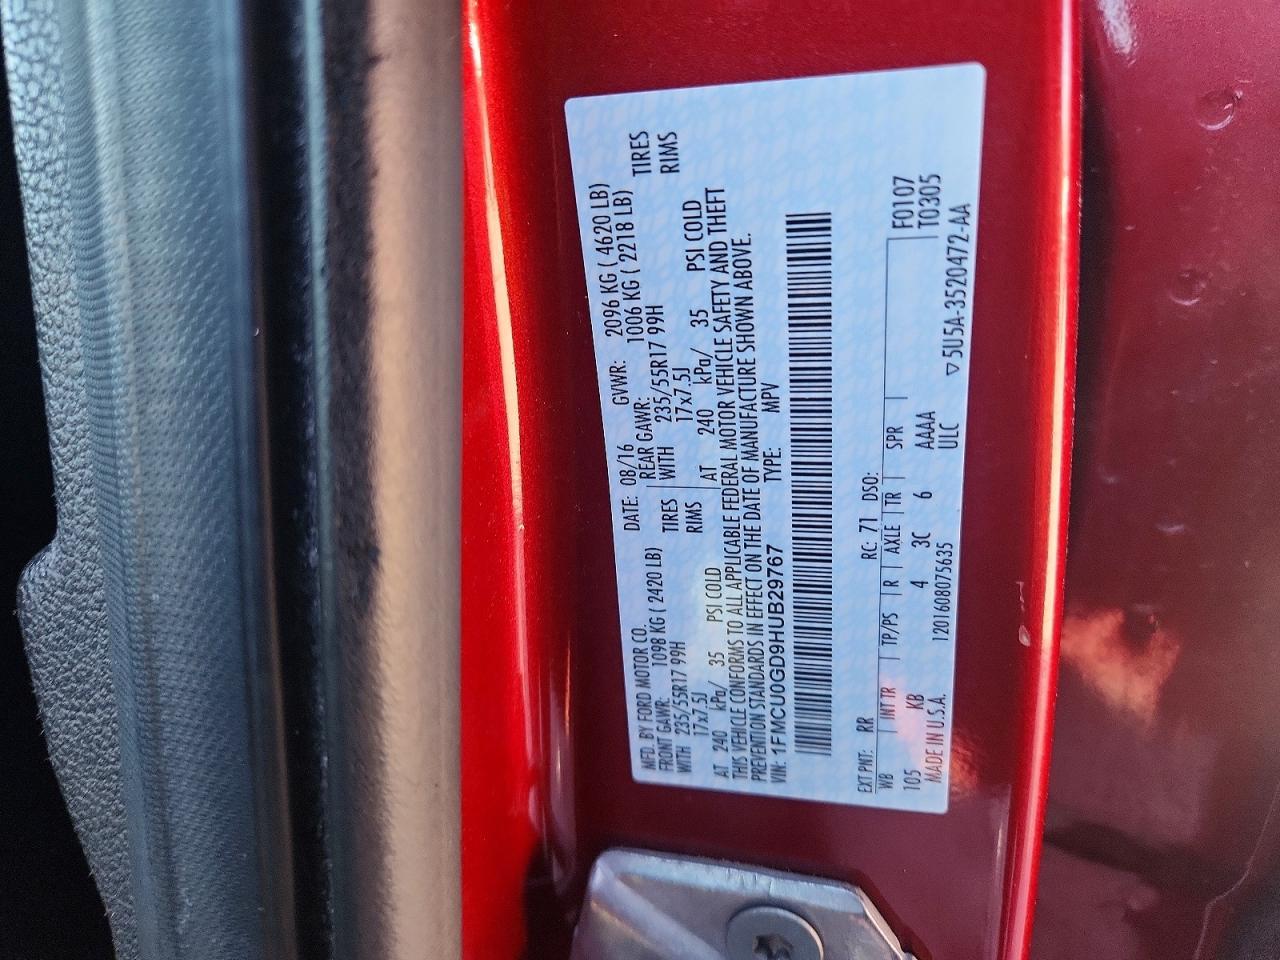 MFD. BY FORD MOTOR CO. DATE: 08/16 GVWR: 2096 KG ( 4620 LB)
FRONT GAWR: 1098 KG ( 2420 LB) REAR GAWR: 1006 KG ( 2218 LB)
WITH 235/55R17 99H TIRES WITH 235/55R17 99H TIRES
17x7.5J RIMS 17x7.5J RIMS
AT 240 kPa/ 35 PSI COLD AT 240 kPa/ 35 PSI COLD
THIS VEHICLE CONFORMS TO ALL APPLICABLE FEDERAL MOTOR VEHICLE SAFETY AND THEFT
PREVENTION STANDARDS IN EFFECT ON THE DATE OF MANUFACTURE SHOWN ABOVE.
VIN: 1FMCU0GD9HUB29767 TYPE: MPV
EXT PNT: RR RC: 71 DSO:
WB INT TR TP/PS R AXLE TR SPR F0107
105 KB 4 3C 6 AAAA T0305
ULC
MADE IN U.S.A. 1201608075635 ▽5U5A-3520472-AA